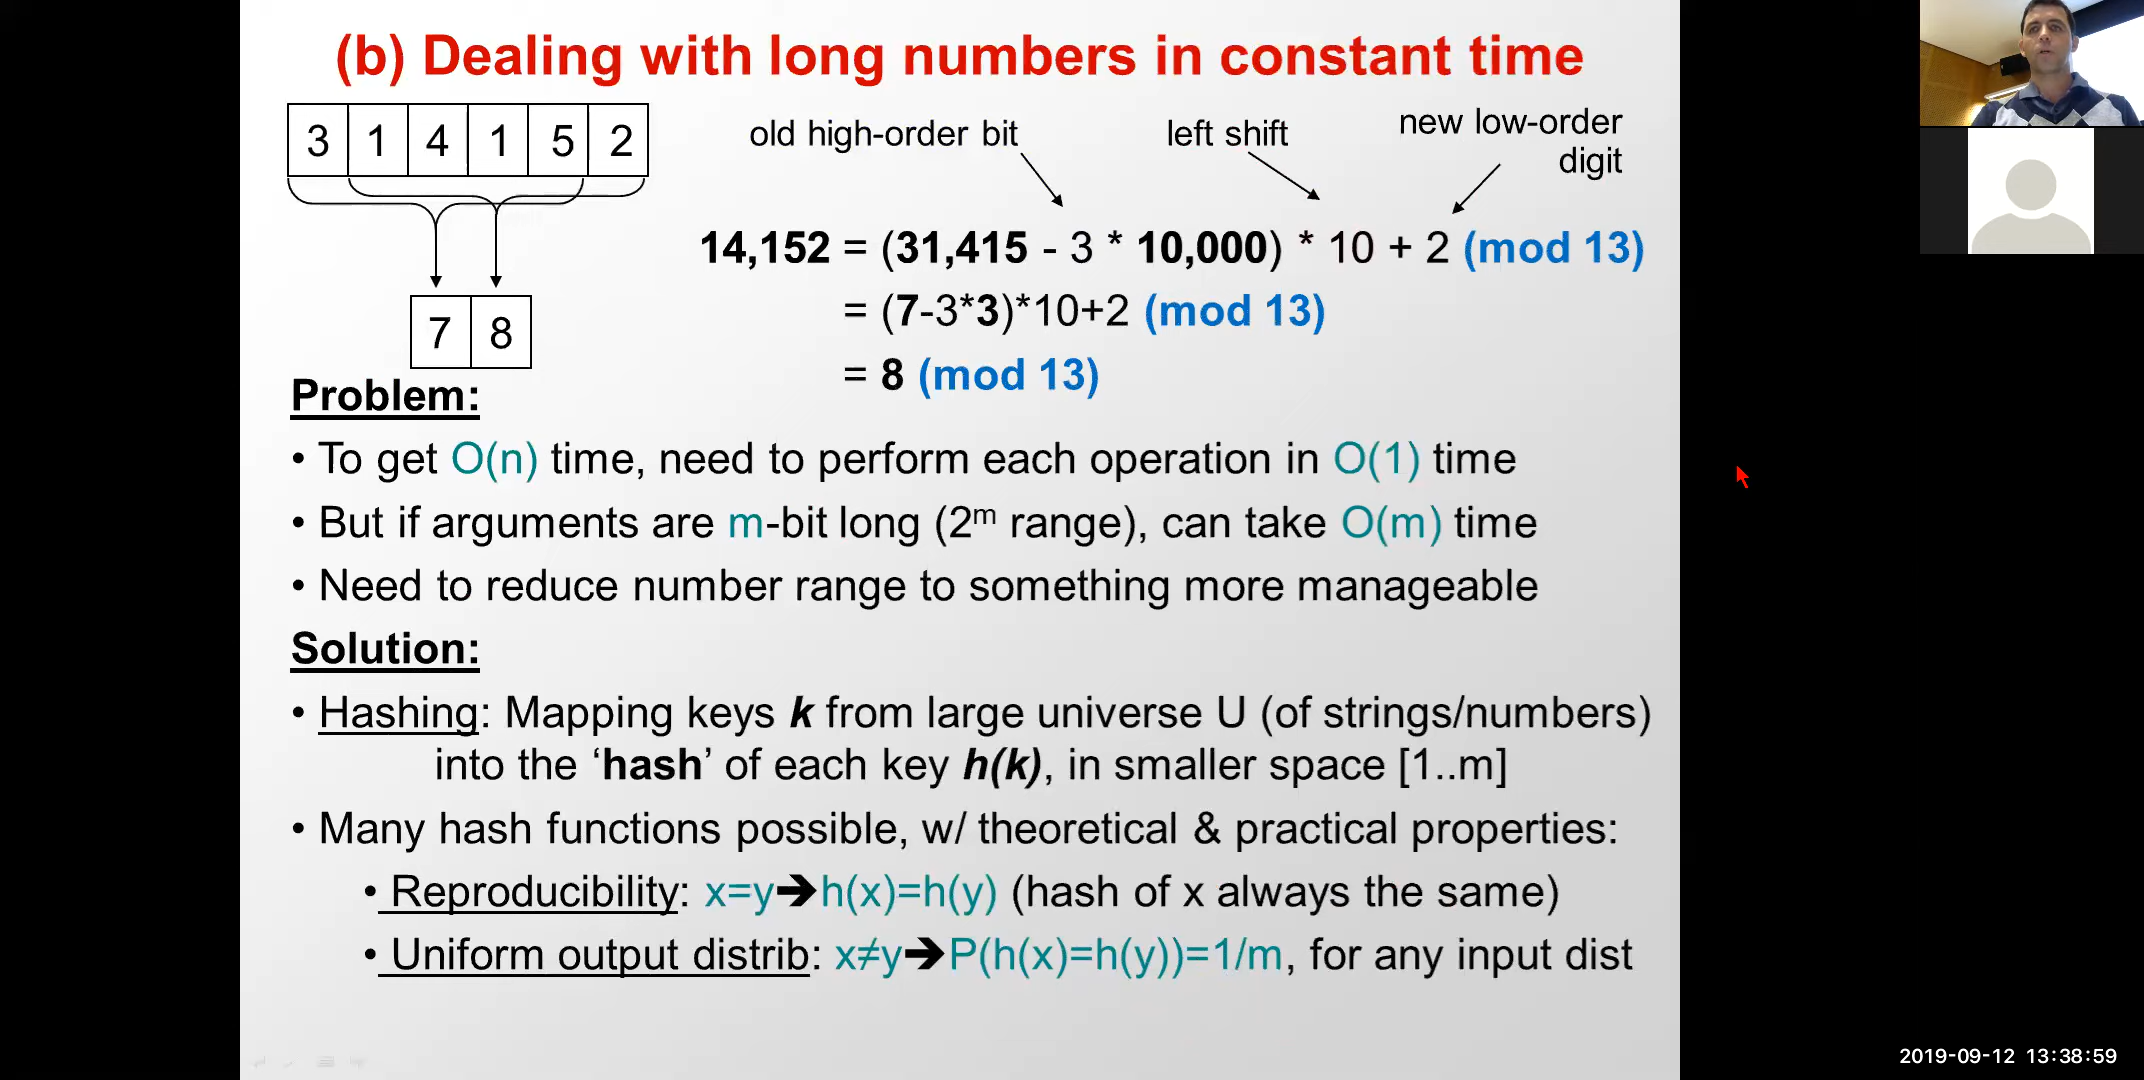 (b) Dealing with long numbers in constant time
3 1 4 1 5 2
old high-order bit
left shift
new low-order
digit
14,152 = (31,415 - 3 * 10,000) * 10 + 2 (mod 13)
= (7-3*3)*10+2 (mod 13)
= 8 (mod 13)
7 8
Problem:
• To get O(n) time, need to perform each operation in O(1) time
• But if arguments are m-bit long (2ᵐ range), can take O(m) time
• Need to reduce number range to something more manageable
Solution:
• Hashing: Mapping keys k from large universe U (of strings/numbers)
into the ‘hash’ of each key h(k), in smaller space [1..m]
• Many hash functions possible, w/ theoretical & practical properties:
• Reproducibility: x=y➔h(x)=h(y) (hash of x always the same)
• Uniform output distrib: x≠y➔P(h(x)=h(y))=1/m, for any input dist
2019-09-12 13:38:59